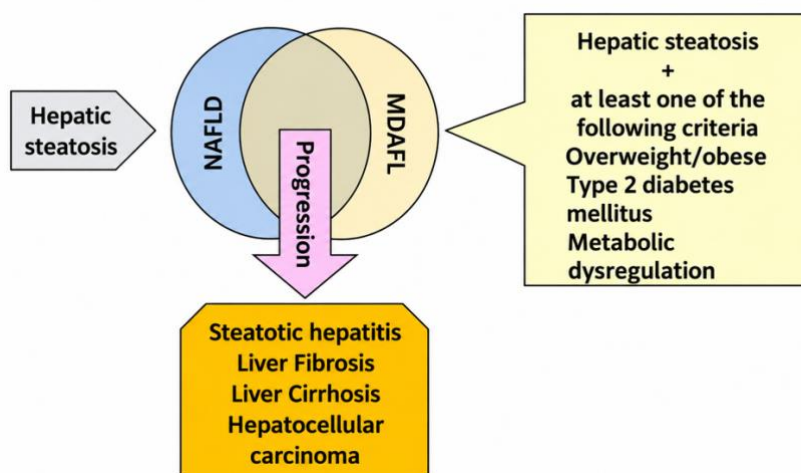 Hepatic
steatosis
NAFLD
MDAFL
Progression
Hepatic steatosis
+
at least one of the
following criteria
Overweight/obese
Type 2 diabetes
mellitus
Metabolic
dysregulation
Steatotic hepatitis
Liver Fibrosis
Liver Cirrhosis
Hepatocellular
carcinoma